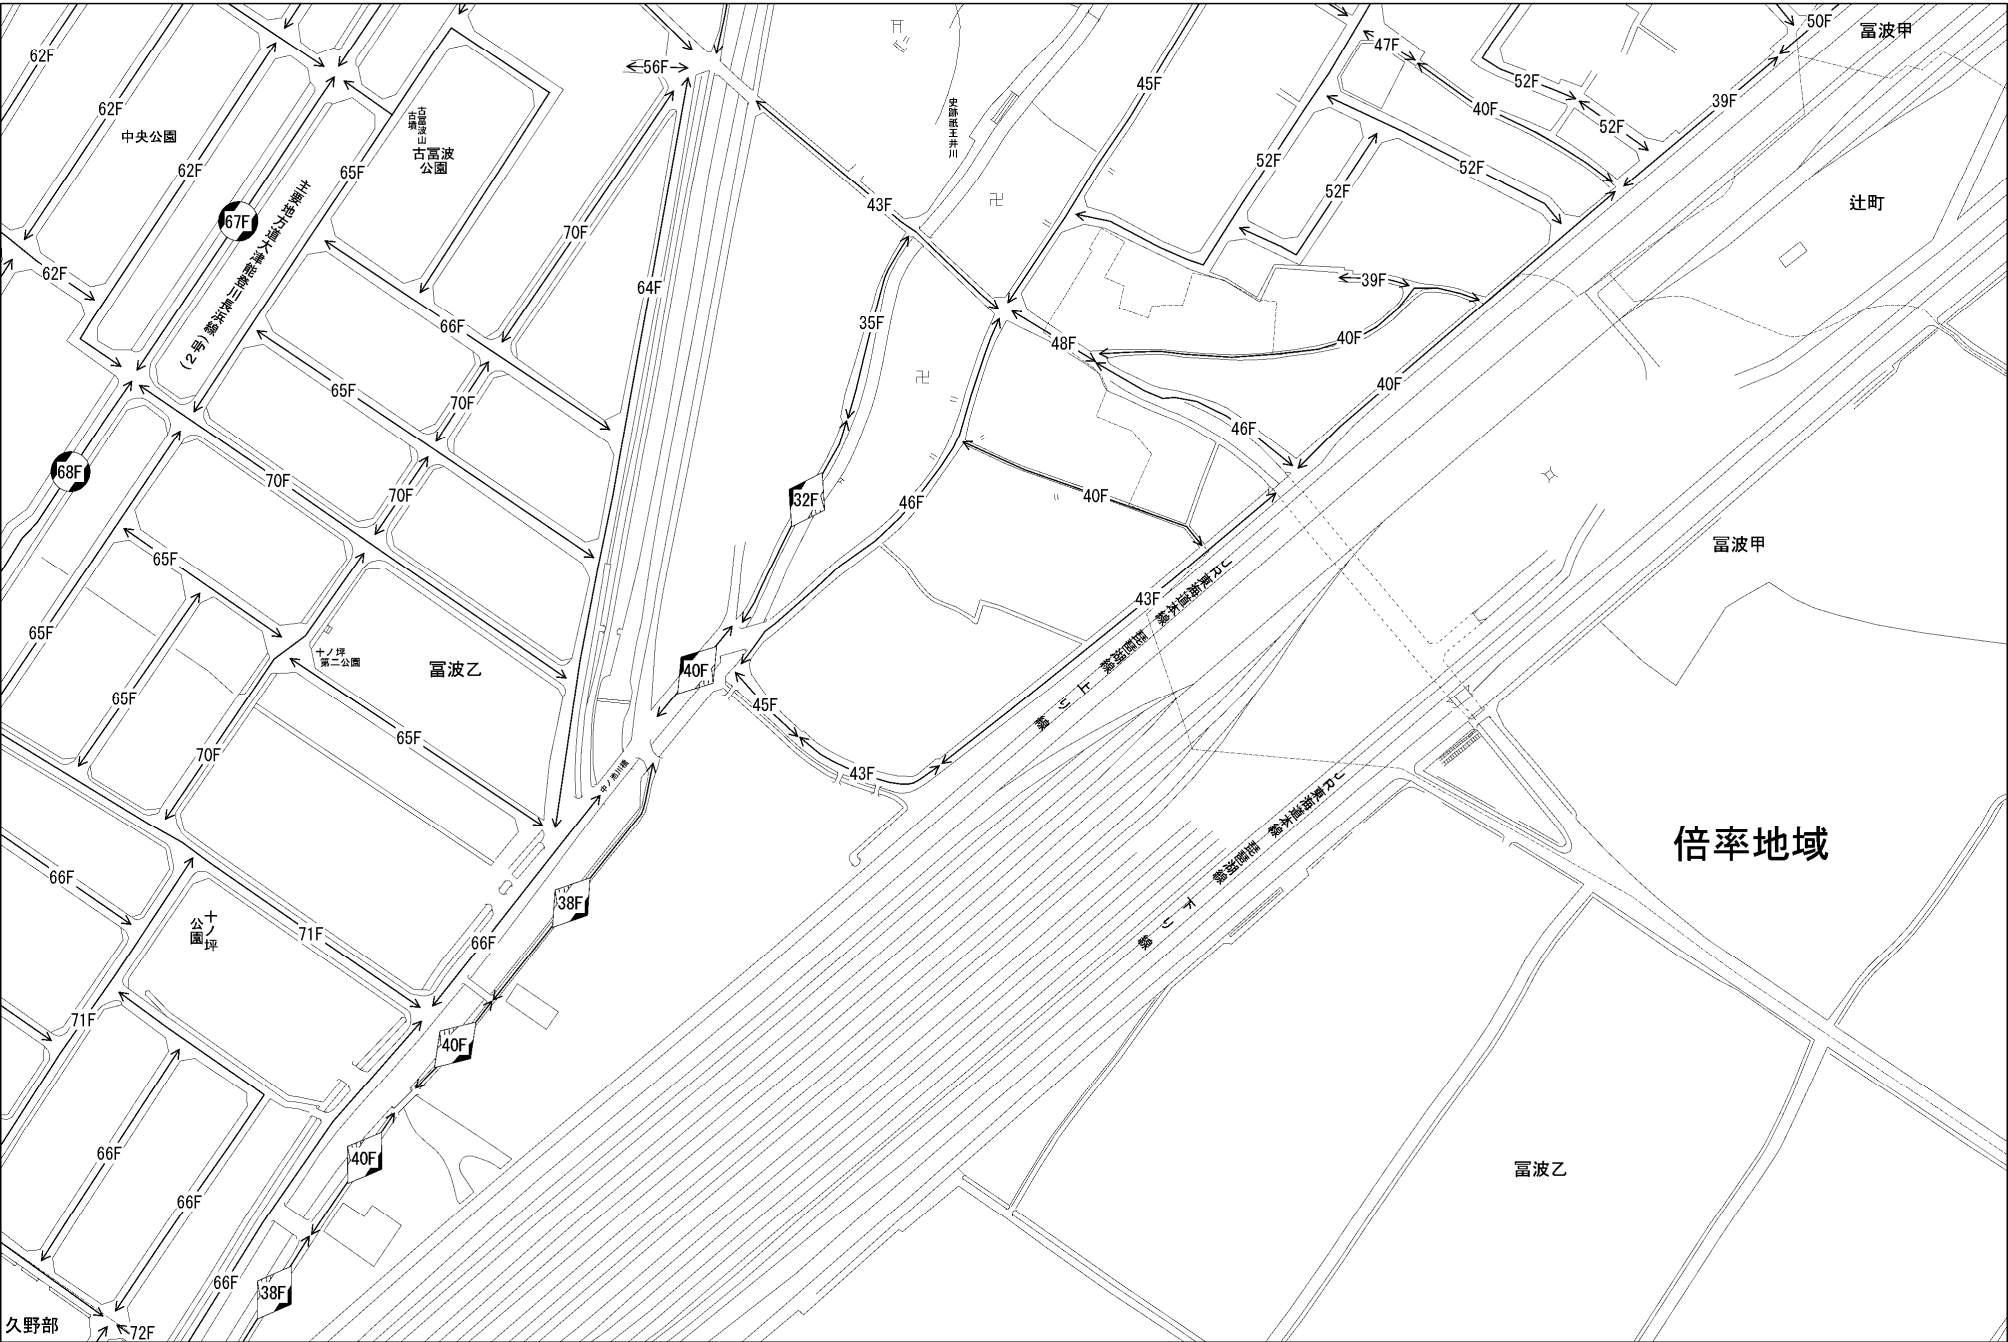 50F
冨波甲
47F
62F
56F
52F
45F
39F
62F
40F
52F
史跡祇王井川
古冨波山
古墳
中央公園
古冨波
公園
62F
65F
52F
52F
52F
43F
辻町
67F
70F
主要地方道大津能登川長浜線
(2号)
62F
64F
39F
35F
66F
48F
40F
65F
40F
70F
46F
68F
70F
70F
32F
40F
46F
冨波甲
65F
JR東海道本線
琵琶湖線
上り線
43F
65F
十ノ坪
第二公園
冨波乙
40F
65F
45F
65F
70F
43F
中ノ池川橋
JR東海道本線
琵琶湖線
下り線
倍率地域
66F
38F
十ノ坪
公園
71F
66F
71F
40F
66F
40F
冨波乙
66F
66F
38F
久野部
72F